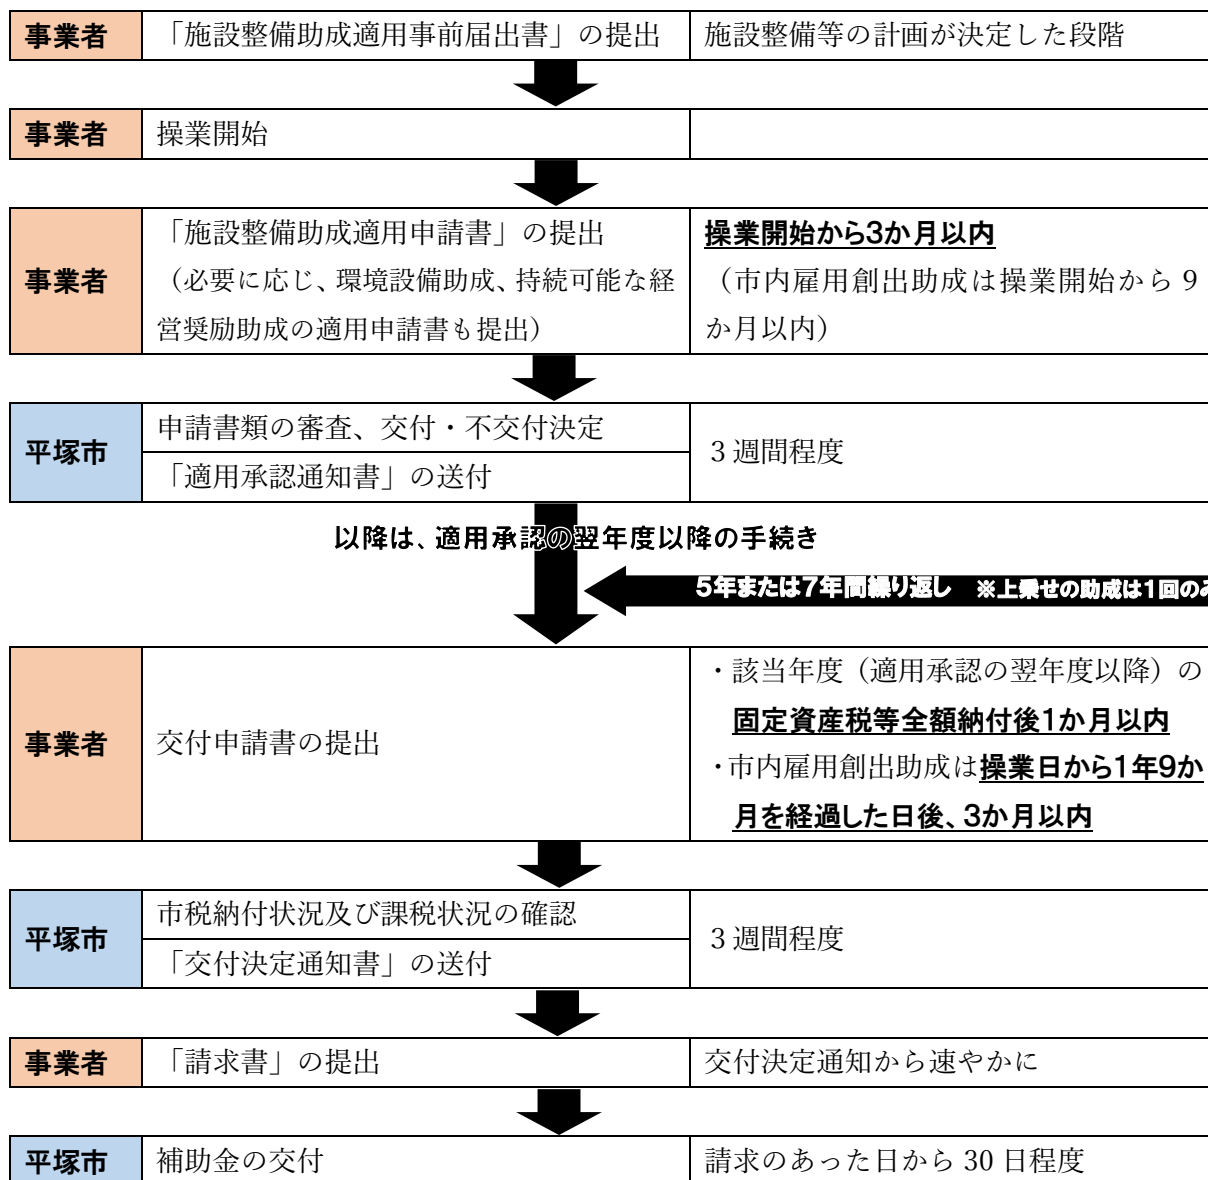 事業者 「施設整備助成適用事前届出書」の提出 施設整備等の計画が決定した段階
事業者 操業開始
事業者
「施設整備助成適用申請書」の提出
（必要に応じ、環境設備助成、持続可能な経
営奨励助成の適用申請書も提出）
操業開始から3か月以内
（市内雇用創出助成は操業開始から 9
か月以内）
平塚市
申請書類の審査、交付・不交付決定
「適用承認通知書」の送付
3 週間程度
以降は、適用承認の翌年度以降の手続き
5年または7年間繰り返し ※上乗せの助成は1回のみ
事業者
交付申請書の提出
・該当年度（適用承認の翌年度以降）の
固定資産税等全額納付後1か月以内
・市内雇用創出助成は操業日から1年9か
月を経過した日後、3か月以内
平塚市
市税納付状況及び課税状況の確認
「交付決定通知書」の送付
3 週間程度
事業者 「請求書」の提出 交付決定通知から速やかに
平塚市 補助金の交付 請求のあった日から 30 日程度